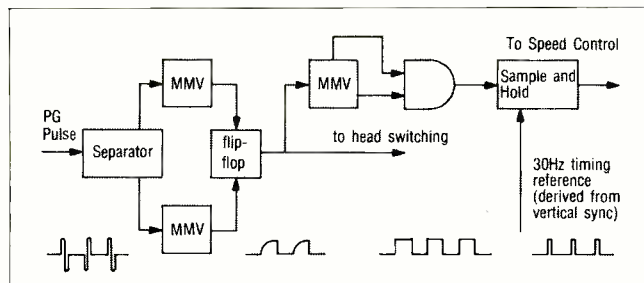 To Speed Control
MMV
MMV
Sample and
Hold
PG
Pulse
Separator
flip-
flop
to head switching
MMV
30Hz timing
reference
(derived from
vertical sync)